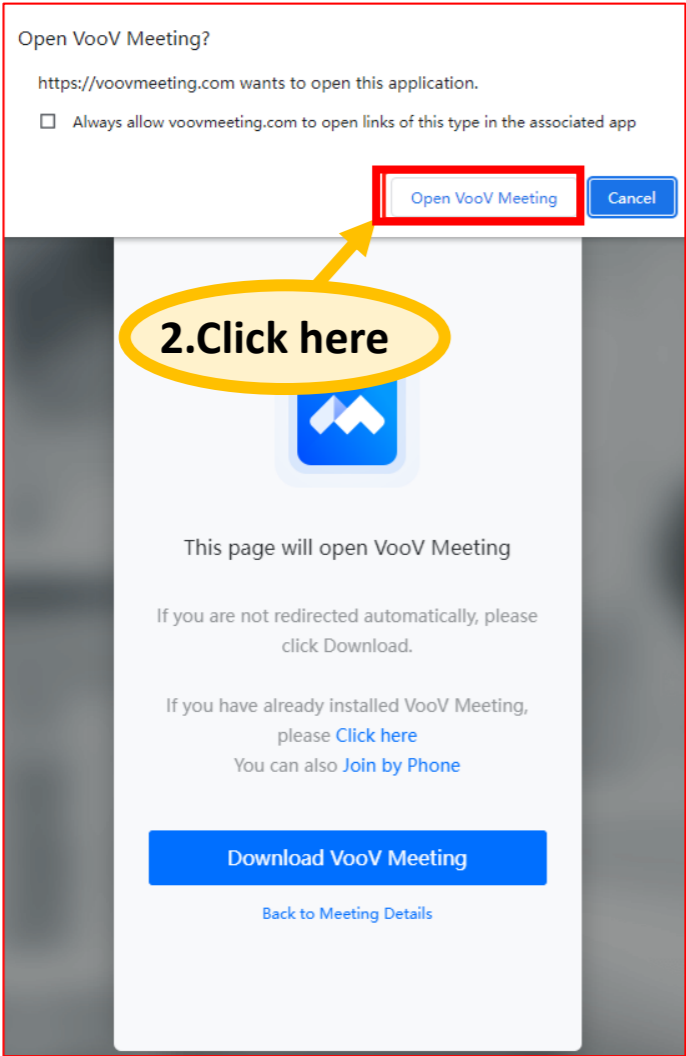 Open VooV Meeting?
https://voovmeeting.com wants to open this application.
Always allow voovmeeting.com to open links of this type in the associated app
Open VooV Meeting
Cancel
2.Click here
This page will open VooV Meeting
If you are not redirected automatically, please
click Download.
If you have already installed VooV Meeting,
please Click here
You can also Join by Phone
Download VooV Meeting
Back to Meeting Details